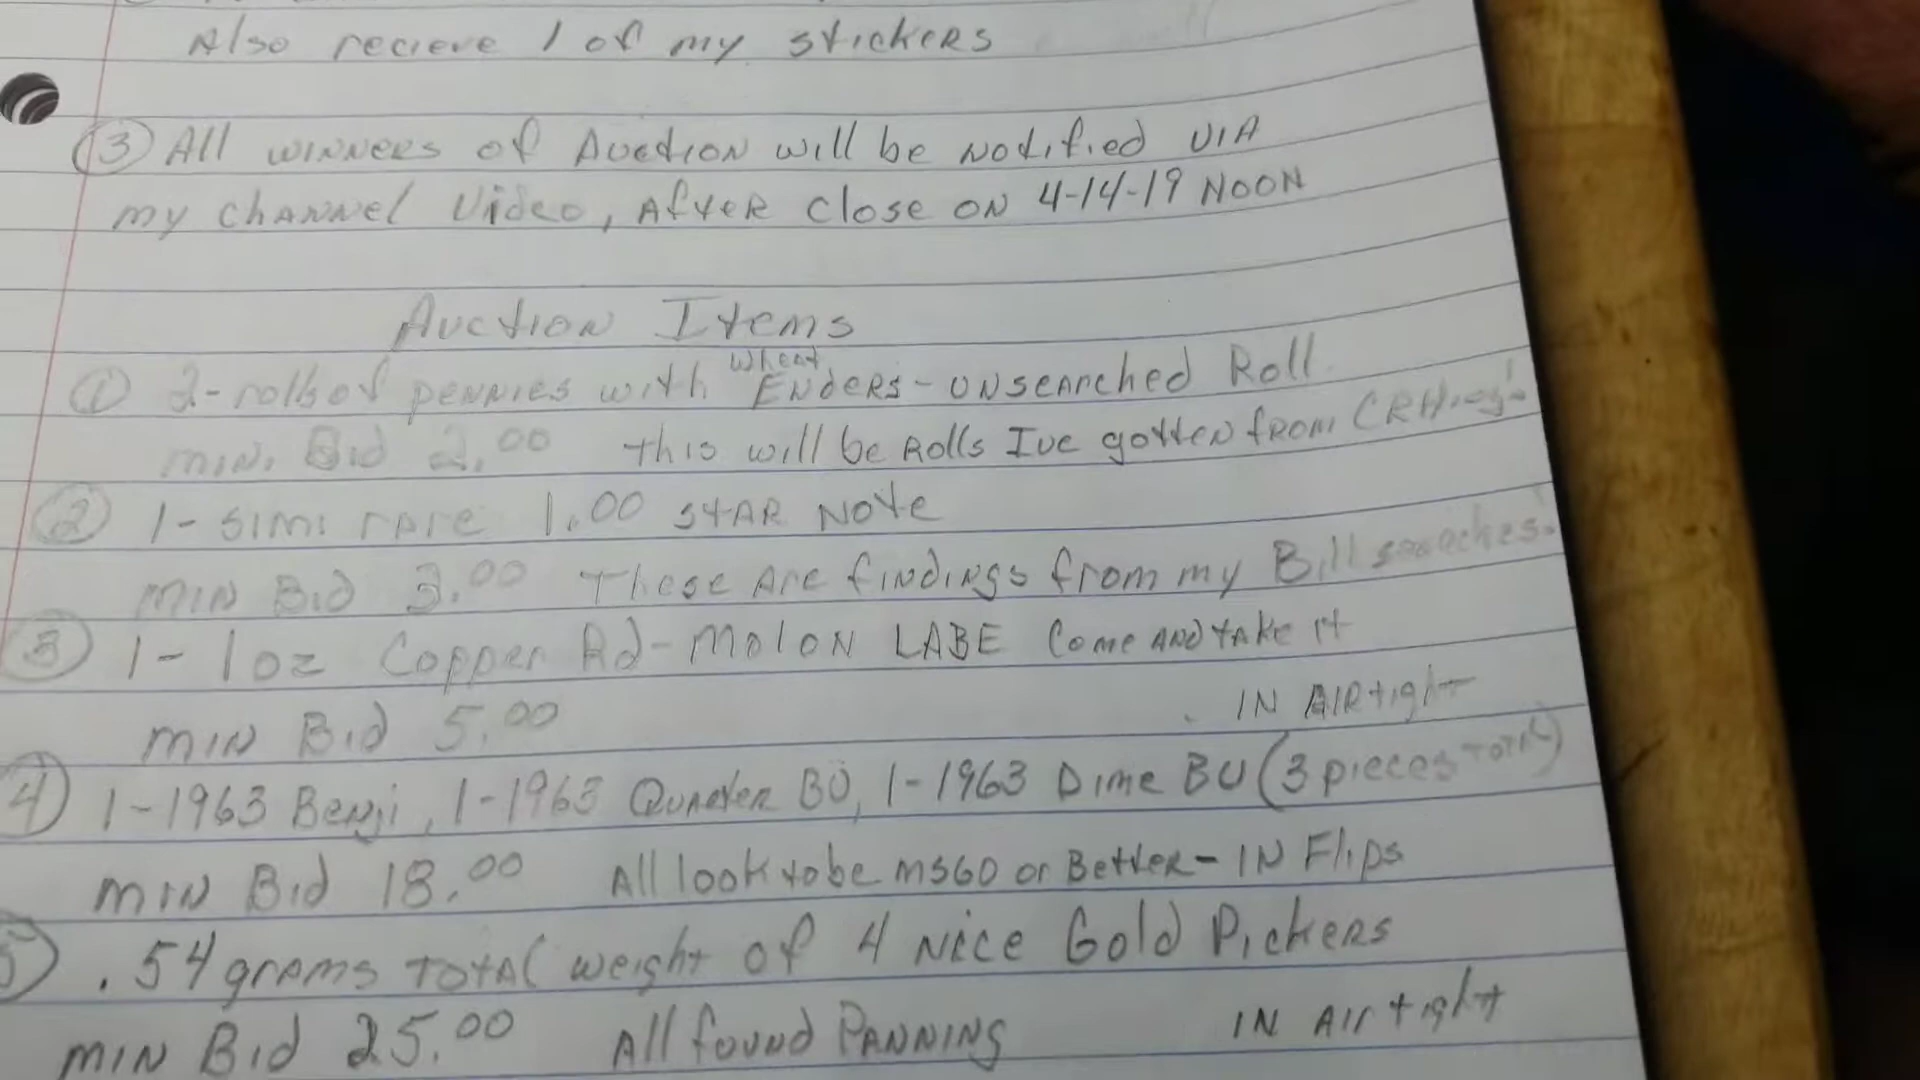 Also recieve 1 of my stickers
3 All winners of Auction will be notified VIA
my channel video, After close on 4-14-19 NOON
Auction Items
1 2-rolls of pennies with Wheat Enders - unsearched Roll
min. Bid 2.00 this will be Rolls Ive gotten from CRH-ing's
2 1- simi rare 1.00 STAR Note
min Bid 3.00 These Are findings from my Bill searches.
3 1- 1oz Copper Rd- MOLON LABE Come AND take it
min Bid 5.00 IN AIRtight
4 1-1963 Benji, 1-1963 Quarter BU, 1-1963 Dime BU (3 pieces total)
min Bid 18.00 All look to be ms60 or Better - IN Flips
5 .54 grams Total weight of 4 Nice Gold Pickers
min Bid 25.00 All found PANNING IN Airtight